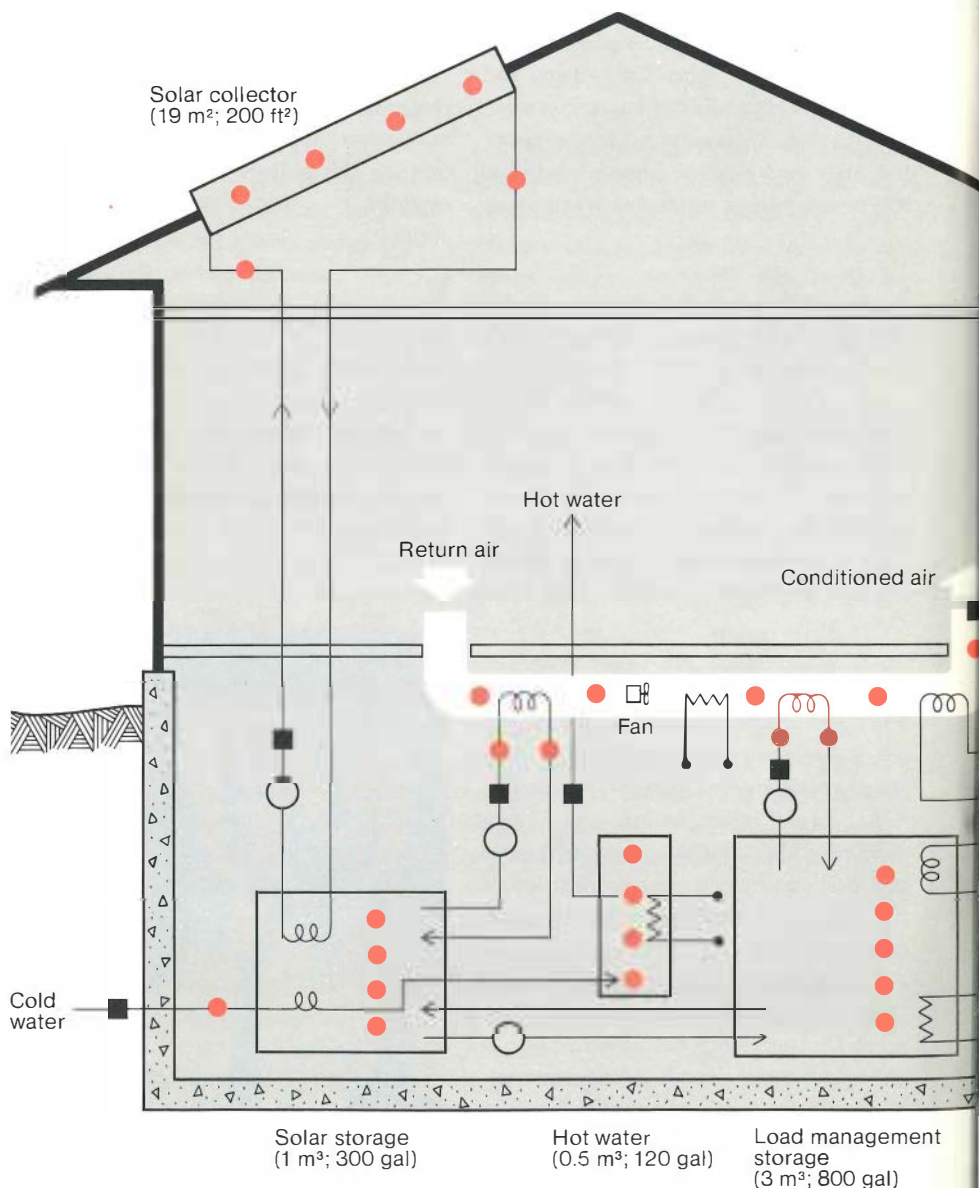 Solar collector
(19 m²; 200 ft²)
Hot water
Return air
Conditioned air
Fan
Cold
water
Solar storage
(1 m³; 300 gal)
Hot water
(0.5 m³; 120 gal)
Load management
storage
(3 m³; 800 gal)